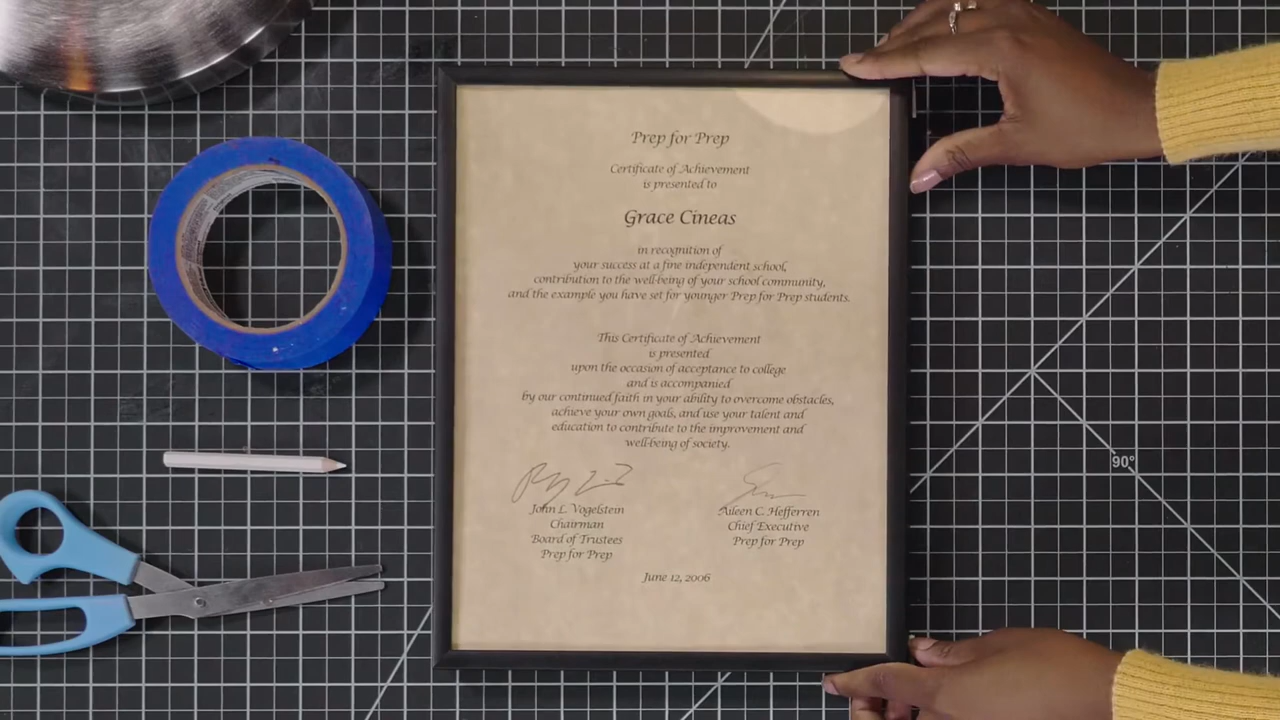 Prep for Prep
Certificate of Achievement
is presented to
Grace Cineas
in recognition of
your success at a fine independent school,
contribution to the well-being of your school community,
and the example you have set for younger Prep for Prep students.
This Certificate of Achievement
is presented
upon the occasion of acceptance to college
and is accompanied
by our continued faith in your ability to overcome obstacles,
achieve your own goals, and use your talent and
education to contribute to the improvement and
well-being of society.
John L. Vogelstein
Chairman
Board of Trustees
Prep for Prep
Aileen C. Hefferren
Chief Executive
Prep for Prep
June 12, 2006
90°